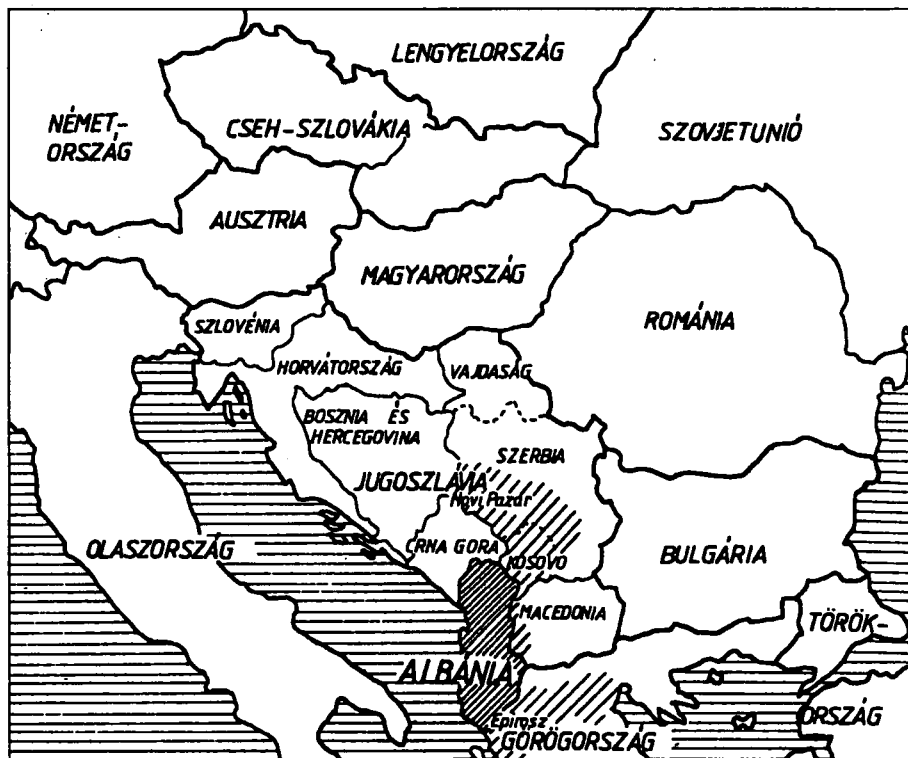 LENGYELORSZÁG
NÉMET-
ORSZÁG
CSEH-SZLOVÁKIA
SZOVJETUNIÓ
AUSZTRIA
MAGYARORSZÁG
SZLOVÉNIA
ROMÁNIA
HORVÁTORSZÁG
VAJDASÁG
BOSZNIA ÉS
HERCEGOVINA
SZERBIA
JUGOSZLÁVIA
Novi Pazar
OLASZORSZÁG
CRNA GORA
KOSOVO
BULGÁRIA
MACEDONIA
TÖRÖK-
ORSZÁG
ALBÁNIA
Epirosz
GÖRÖGORSZÁG